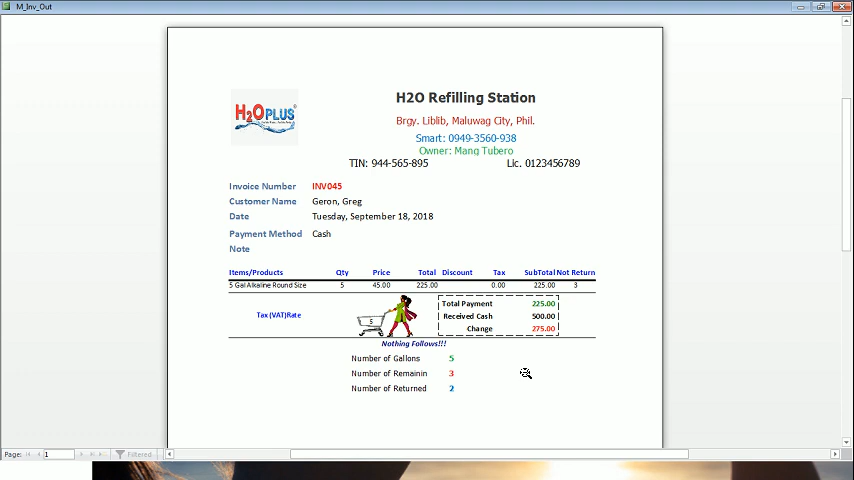 M_Inv_Out
H2O PLUS
H2O Refilling Station
Brgy. Liblib, Maluwag City, Phil.
Smart: 0949-3560-938
Owner: Mang Tubero
TIN: 944-565-895 Lic. 0123456789
Invoice Number INV045
Customer Name Geron, Greg
Date Tuesday, September 18, 2018
Payment Method Cash
Note
Items/Products Qty Price Total Discount Tax SubTotal Not Return
5 Gal Alkaline Round Size 5 45.00 225.00 0.00 225.00 3
Tax (VAT)Rate
5
Total Payment 225.00
Received Cash 500.00
Change 275.00
Nothing Follows!!!
Number of Gallons 5
Number of Remainin 3
Number of Returned 2
Page: 1 Filtered